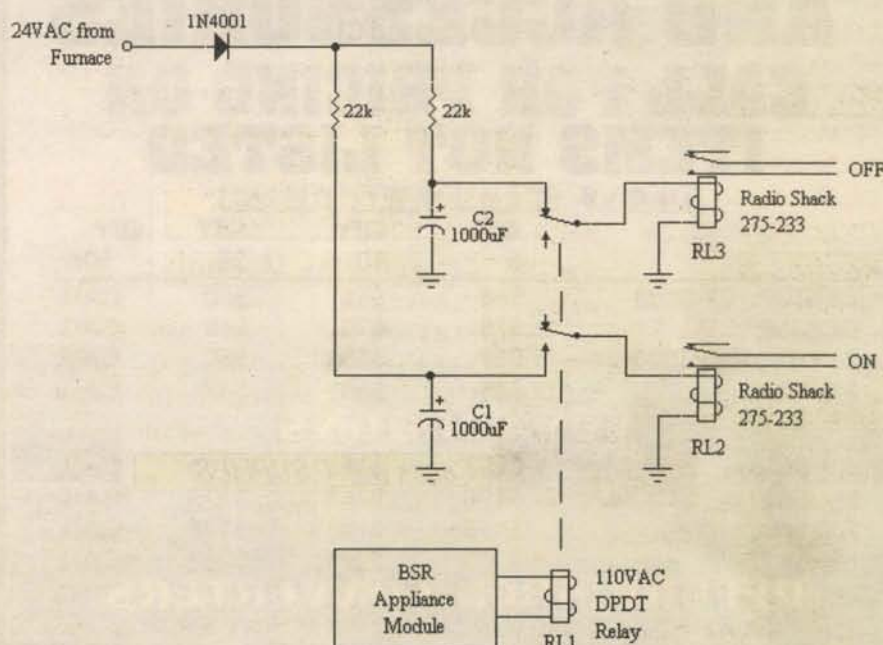 24VAC from
Furnace
1N4001
22k
22k
C2
1000uF
OFF
Radio Shack
275-233
RL3
ON
Radio Shack
275-233
RL2
C1
1000uF
BSR
Appliance
Module
110VAC
DPDT
Relay
RL1